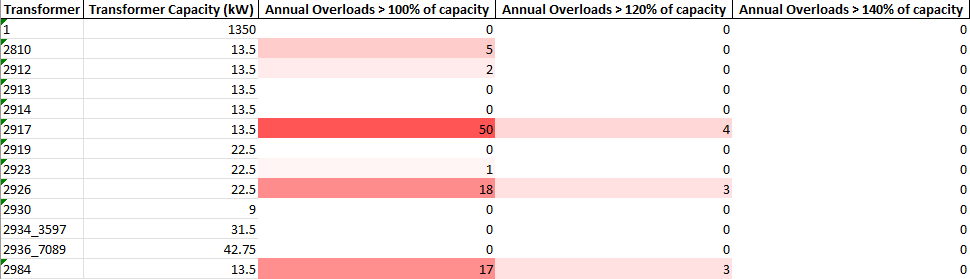 Transformer Transformer Capacity (kW) Annual Overloads > 100% of capacity Annual Overloads > 120% of capacity Annual Overloads > 140% of capacity
1 1350 0 0 0
2810 13.5 5 0 0
2912 13.5 2 0 0
2913 13.5 0 0 0
2914 13.5 0 0 0
2917 13.5 50 4 0
2919 22.5 0 0 0
2923 22.5 1 0 0
2926 22.5 18 3 0
2930 9 0 0 0
2934_3597 31.5 0 0 0
2936_7089 42.75 0 0 0
2984 13.5 17 3 0